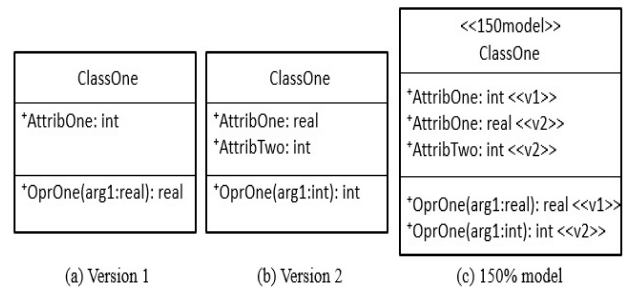 ClassOne
+AttribOne: int
+OprOne(arg1:real): real
(a) Version 1
ClassOne
+AttribOne: real
+AttribTwo: int
+OprOne(arg1:int): int
(b) Version 2
<<150model>>
ClassOne
+AttribOne: int <<v1>>
+AttribOne: real <<v2>>
+AttribTwo: int <<v2>>
+OprOne(arg1:real): real <<v1>>
+OprOne(arg1:int): int <<v2>>
(c) 150% model